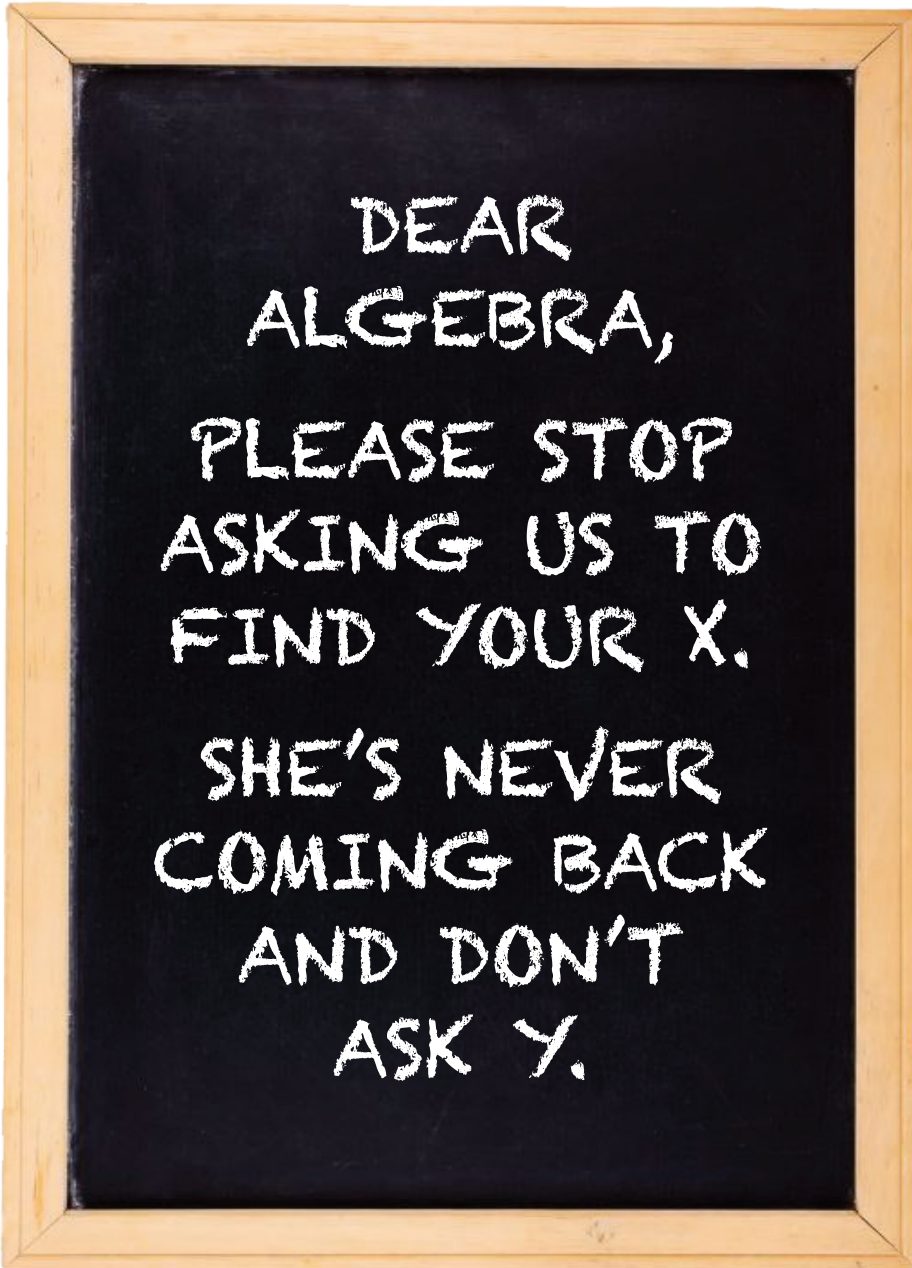 DEAR
ALGEBRA,
PLEASE STOP
ASKING US TO
FIND YOUR X.
SHE'S NEVER
COMING BACK
AND DON'T
ASK Y.